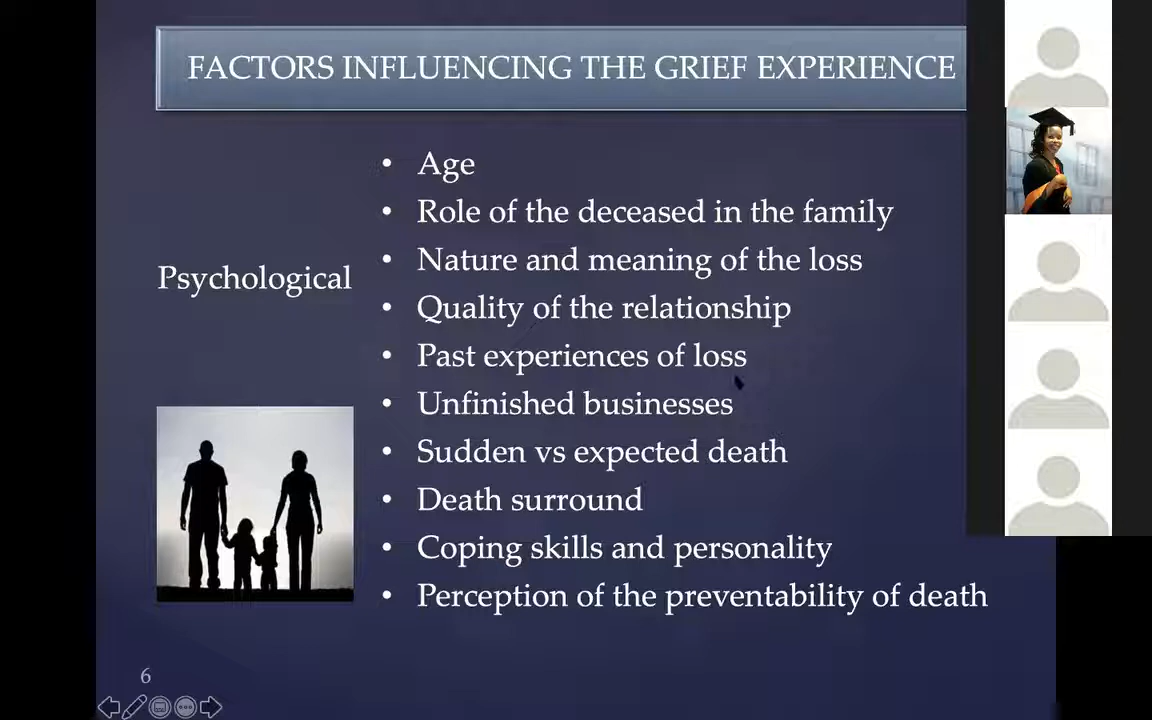 FACTORS INFLUENCING THE GRIEF EXPERIENCE
Psychological
• Age
• Role of the deceased in the family
• Nature and meaning of the loss
• Quality of the relationship
• Past experiences of loss
• Unfinished businesses
• Sudden vs expected death
• Death surround
• Coping skills and personality
• Perception of the preventability of death
6